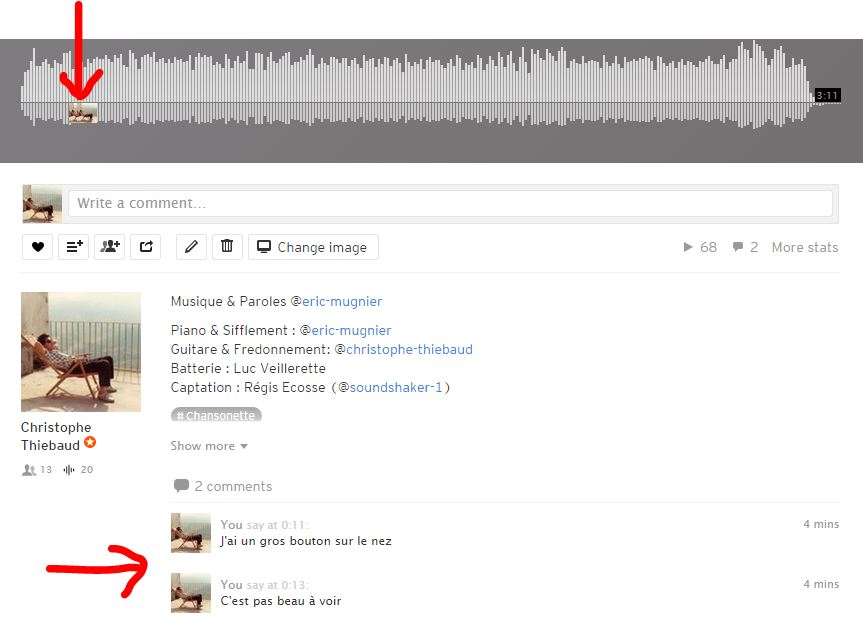 3:11
Write a comment...
Change image
68
2
More stats
Musique & Paroles @eric-mugnier
Piano & Sifflement : @eric-mugnier
Guitare & Fredonnement: @christophe-thiebaud
Batterie : Luc Veillerette
Captation : Régis Ecosse (@soundshaker-1)
# Chansonette
Christophe
Thiebaud
13
20
Show more
2 comments
You say at 0:11:
4 mins
J'ai un gros bouton sur le nez
You say at 0:13:
4 mins
C'est pas beau à voir